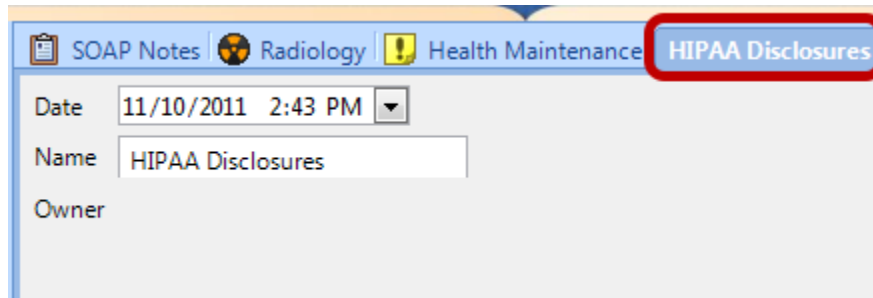 SOAP Notes Radiology Health Maintenance HIPAA Disclosures
Date 11/10/2011 2:43 PM
Name HIPAA Disclosures
Owner